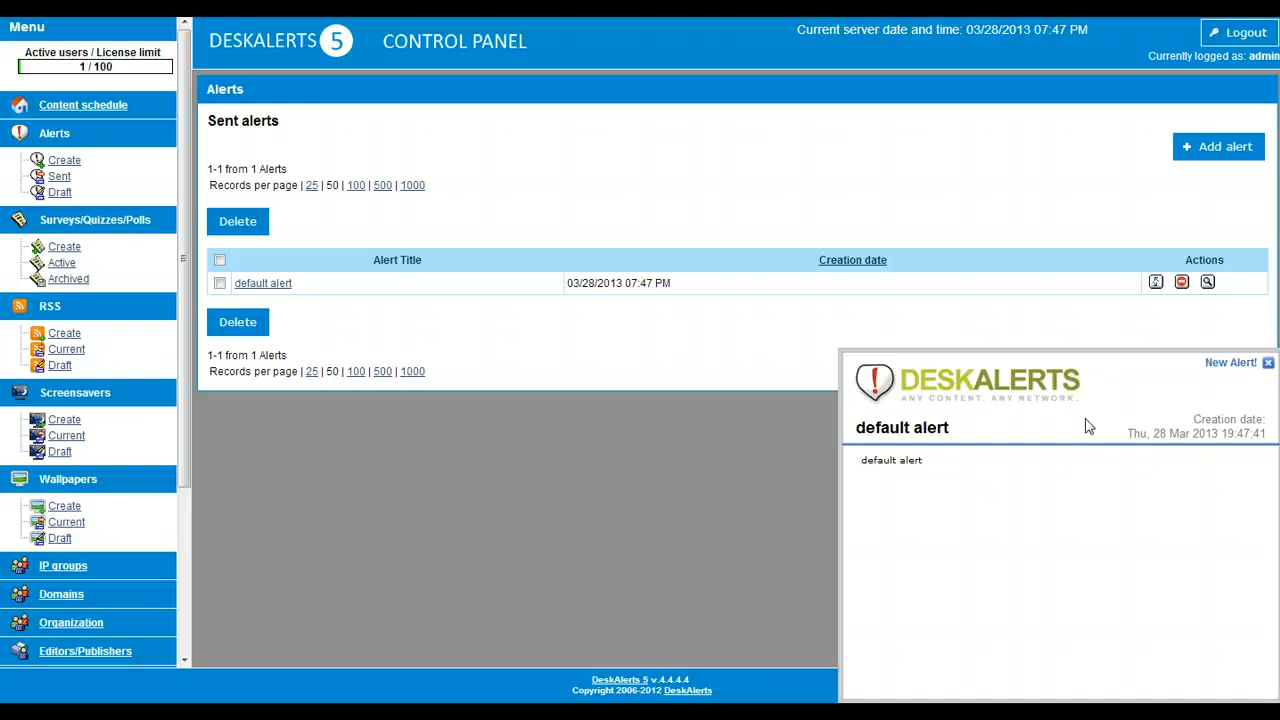 Menu
Active users / License limit
1 / 100
Content schedule
Alerts
Create
Sent
Draft
Surveys/Quizzes/Polls
Create
Active
Archived
RSS
Create
Current
Draft
Screensavers
Create
Current
Draft
Wallpapers
Create
Current
Draft
IP groups
Domains
Organization
Editors/Publishers
DESKALERTS 5 CONTROL PANEL
Current server date and time: 03/28/2013 07:47 PM
Logout
Currently logged as: admin
Alerts
Sent alerts
+ Add alert
1-1 from 1 Alerts
Records per page | 25 | 50 | 100 | 500 | 1000
Delete
Alert Title Creation date Actions
default alert 03/28/2013 07:47 PM
Delete
1-1 from 1 Alerts
Records per page | 25 | 50 | 100 | 500 | 1000
New Alert!
DESKALERTS
ANY CONTENT. ANY NETWORK.
default alert
Creation date:
Thu, 28 Mar 2013 19:47:41
default alert
DeskAlerts 5 v.4.4.4.4
Copyright 2006-2012 DeskAlerts